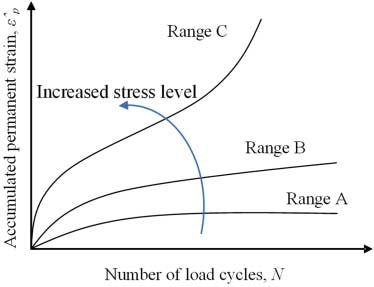 Range C
Increased stress level
Range B
Range A
Accumulated permanent strain, ε*p
Number of load cycles, N